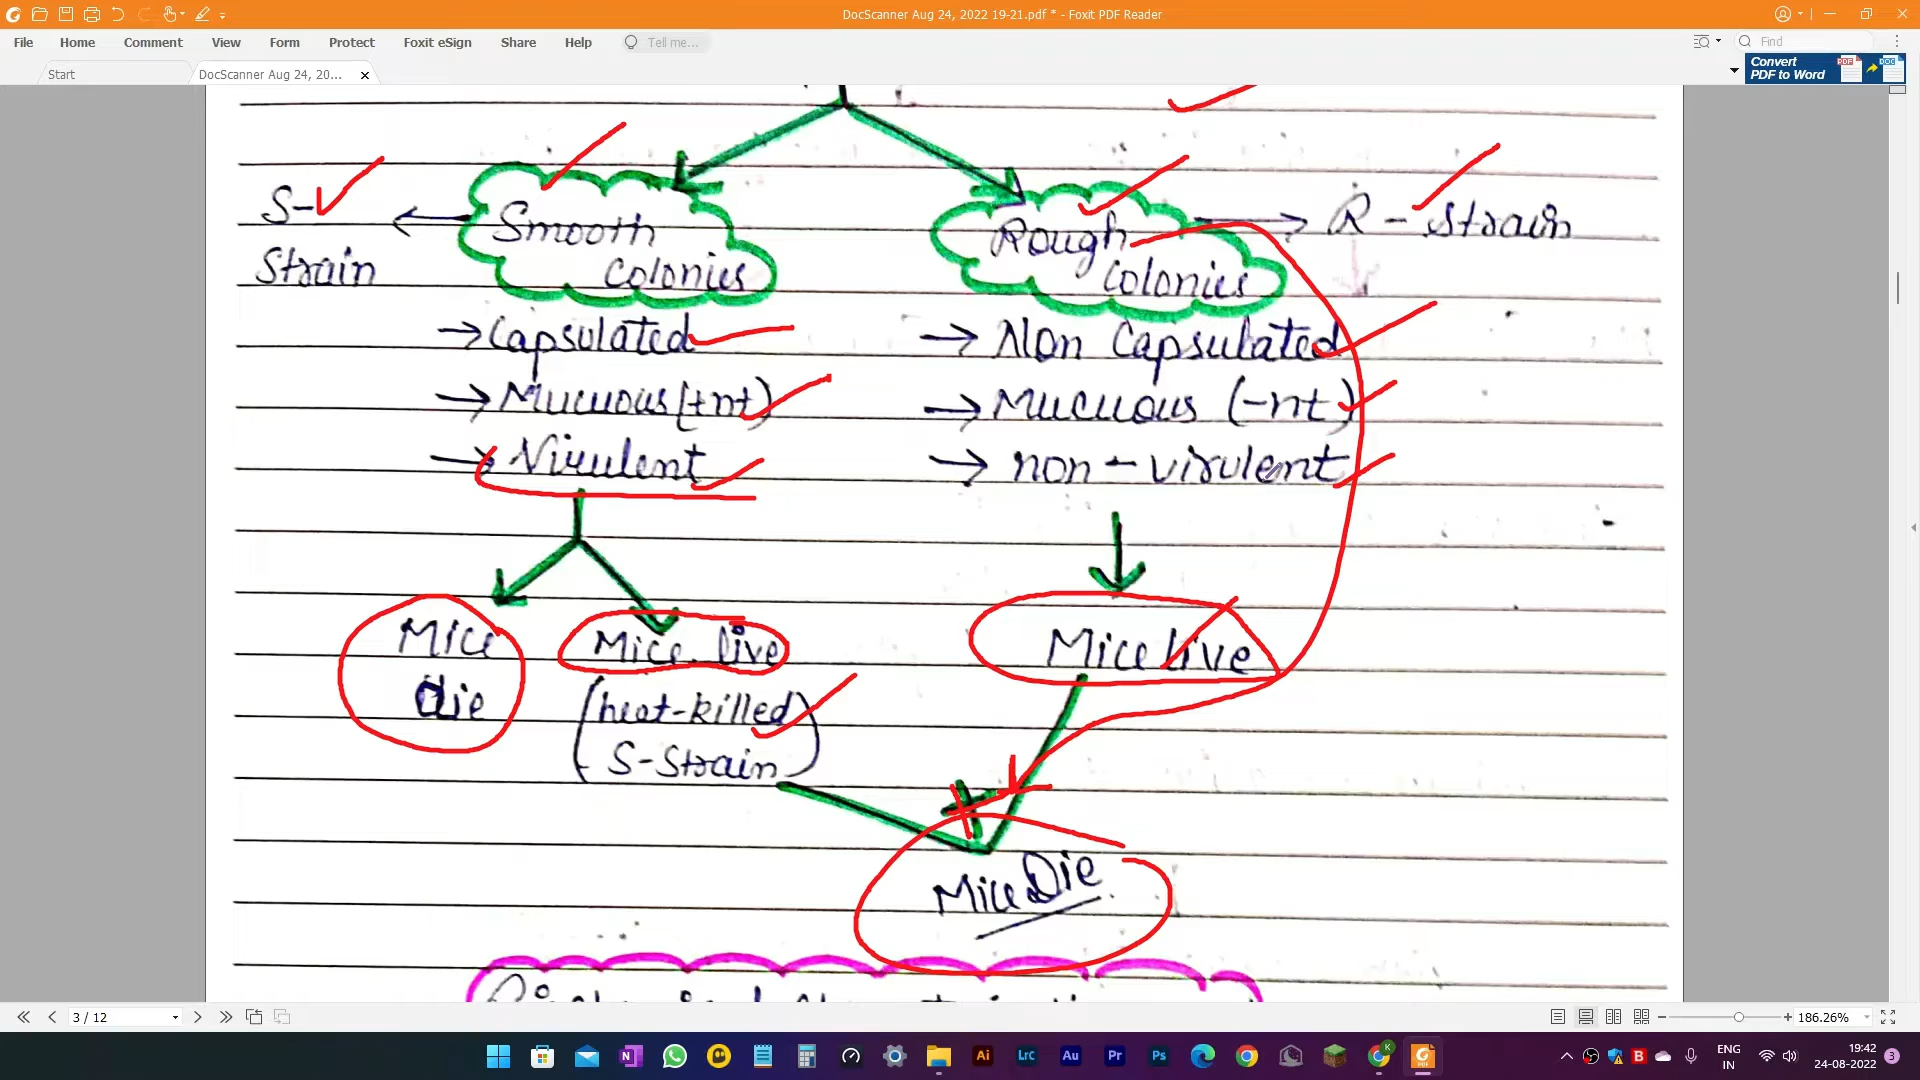 DocScanner Aug 24, 2022 19-21.pdf * - Foxit PDF Reader
File Home Comment View Form Protect Foxit eSign Share Help Tell me... Find
Start DocScanner Aug 24, 20... Convert PDF to Word
S- Strain
Smooth Colonies
Rough Colonies
R - Strain
→ Capsulated
→ Non Capsulated
→ Mucuous (+nt)
→ Mucuous (-nt)
→ Virulent
→ non - virulent
Mice die
Mice live
Mice live
(heat-killed
S-Strain)
Mice Die
3 / 12
186.26%
ENG
IN
19:42
24-08-2022
3